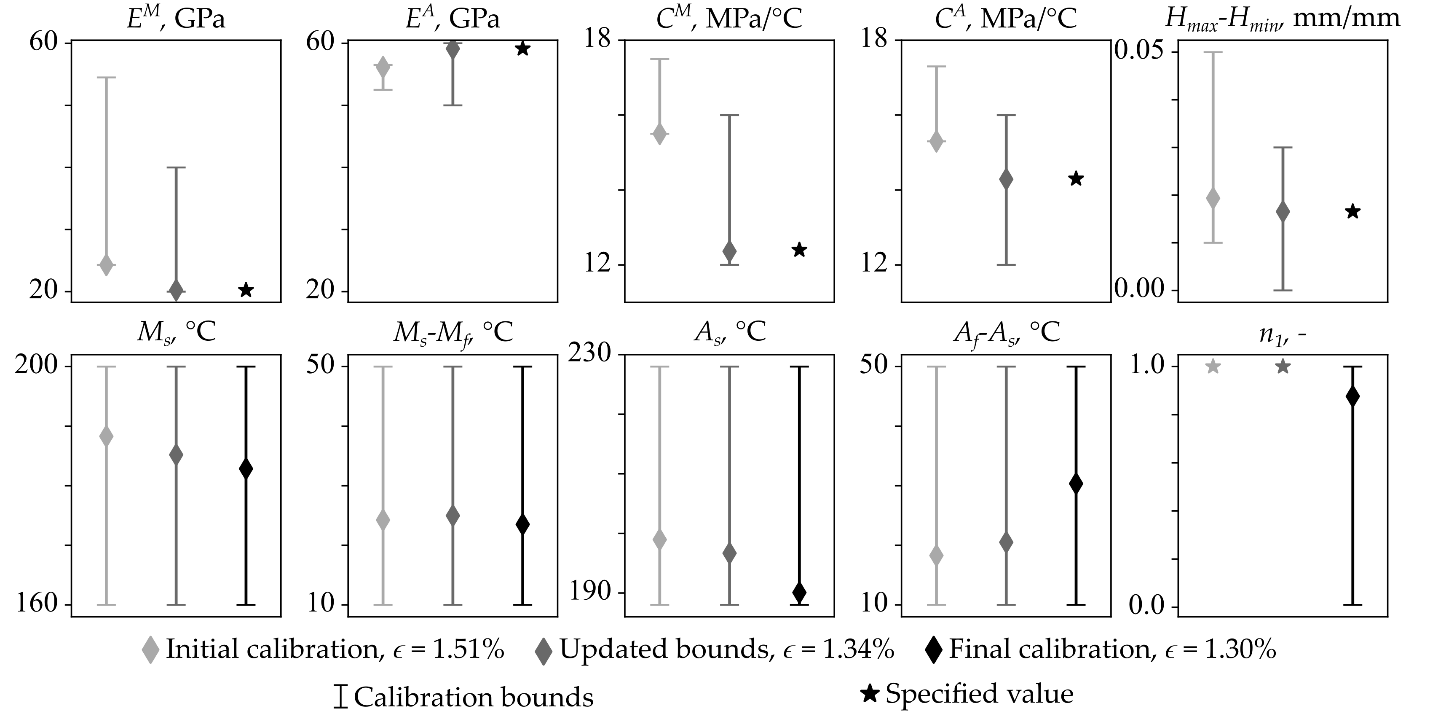 E^M, GPa
E^A, GPa
C^M, MPa/°C
C^A, MPa/°C
H_max-H_min, mm/mm
60
20
60
20
18
12
18
12
0.05
0.00
M_s, °C
M_s-M_f, °C
A_s, °C
A_f-A_s, °C
n_1, -
200
160
50
10
230
190
50
10
1.0
0.0
Initial calibration, ϵ = 1.51%
Updated bounds, ϵ = 1.34%
Final calibration, ϵ = 1.30%
Calibration bounds
Specified value